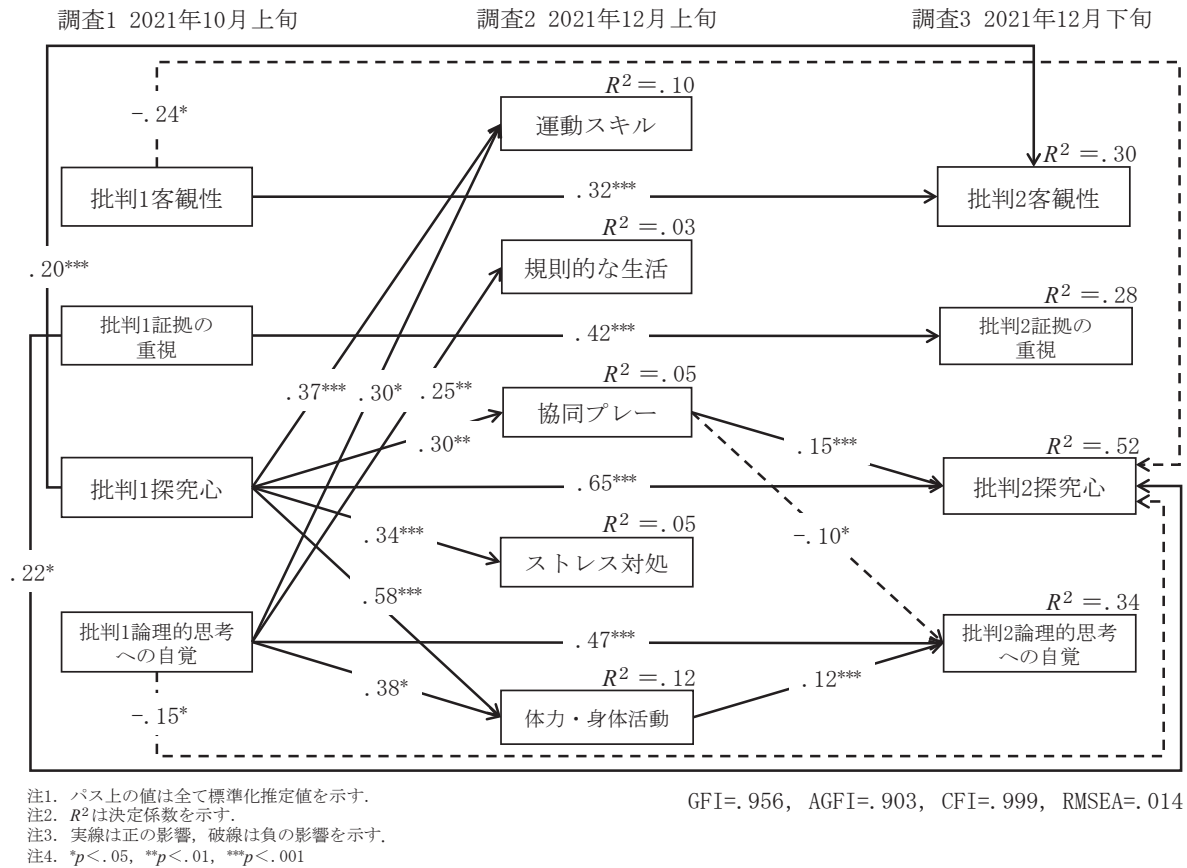 調査1 2021年10月上旬
調査2 2021年12月上旬
調査3 2021年12月下旬
R²=.10
運動スキル
-.24*
R²=.30
批判1客観性
.32***
批判2客観性
R²=.03
規則的な生活
.20***
R²=.28
批判1証拠の
重視
.42***
批判2証拠の
重視
R²=.05
.37***
.30*
.25**
協同プレー
.30**
.15***
R²=.52
批判1探究心
.65***
批判2探究心
R²=.05
.34***
ストレス対処
-.10*
.22*
.58***
R²=.34
批判1論理的思考
への自覚
.47***
批判2論理的思考
への自覚
R²=.12
.38*
.12***
体力・身体活動
-.15*
注1. パス上の値は全て標準化推定値を示す.
注2. R²は決定係数を示す.
注3. 実線は正の影響, 破線は負の影響を示す.
注4. *p<.05, **p<.01, ***p<.001
GFI=.956, AGFI=.903, CFI=.999, RMSEA=.014